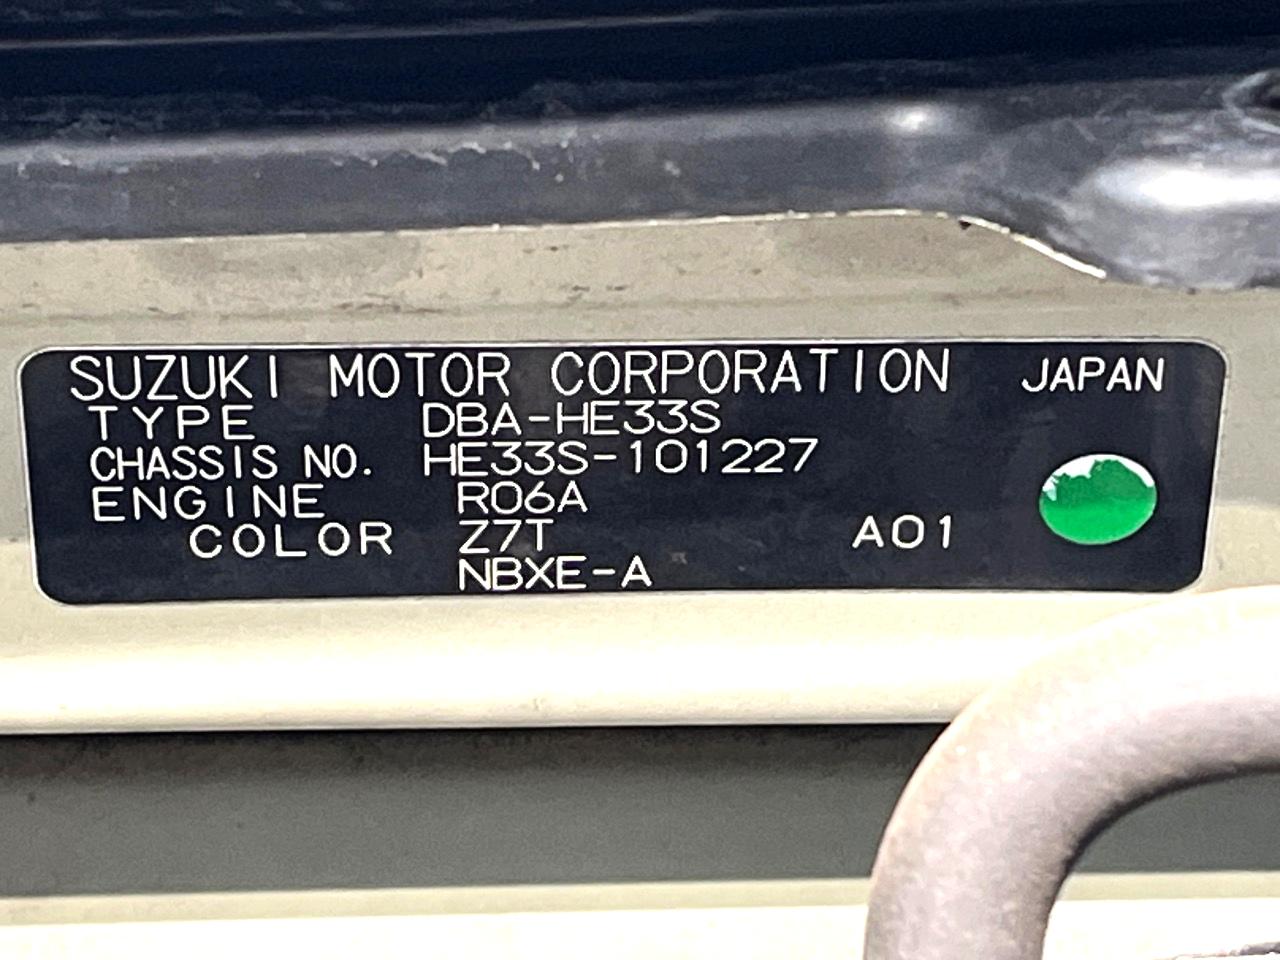 SUZUKI MOTOR CORPORATION JAPAN
TYPE DBA-HE33S
CHASSIS NO. HE33S-101227
ENGINE R06A
COLOR Z7T A01
NBXE-A